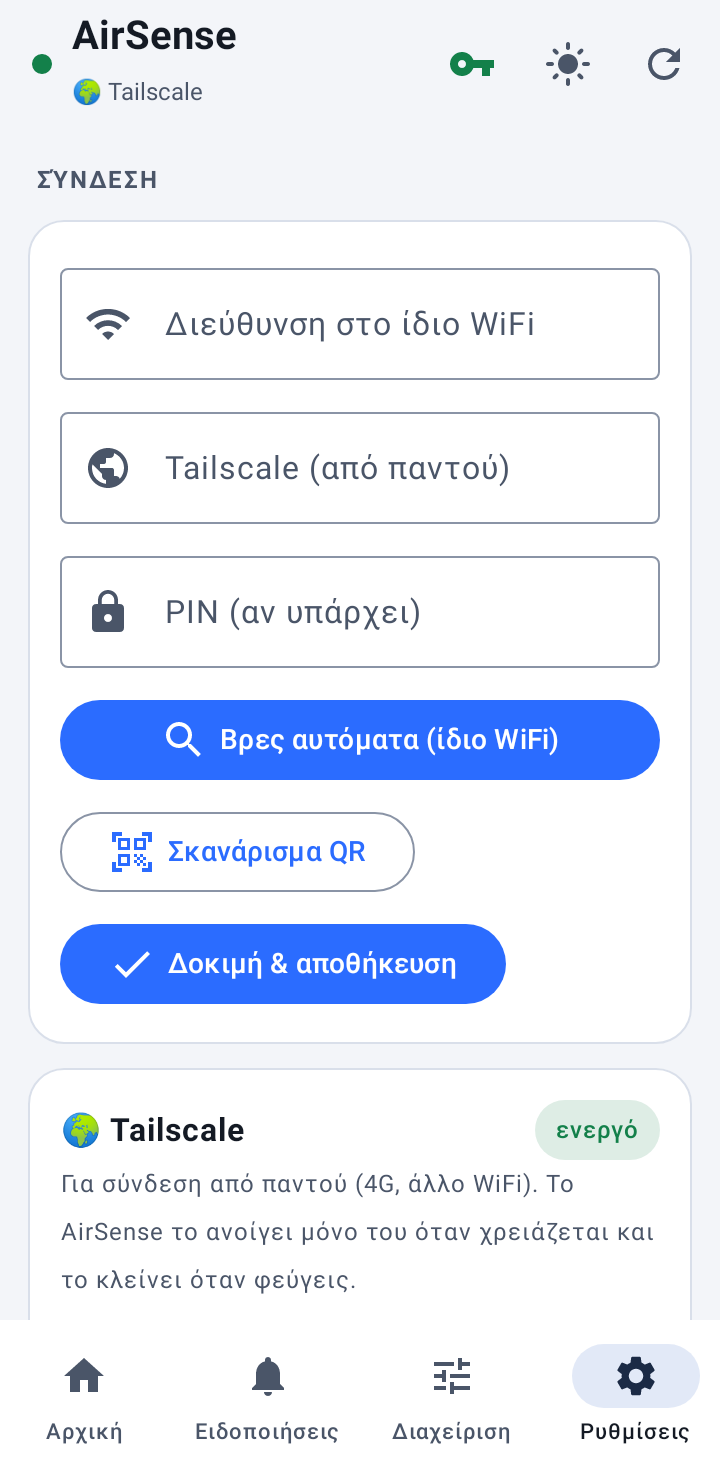 AirSense
🌍 Tailscale
ΣΎΝΔΕΣΗ
Διεύθυνση στο ίδιο WiFi
Tailscale (από παντού)
PIN (αν υπάρχει)
Βρες αυτόματα (ίδιο WiFi)
Σκανάρισμα QR
Δοκιμή & αποθήκευση
🌍 Tailscale
ενεργό
Για σύνδεση από παντού (4G, άλλο WiFi). Το
AirSense το ανοίγει μόνο του όταν χρειάζεται και
το κλείνει όταν φεύγεις.
Αρχική
Ειδοποιήσεις
Διαχείριση
Ρυθμίσεις